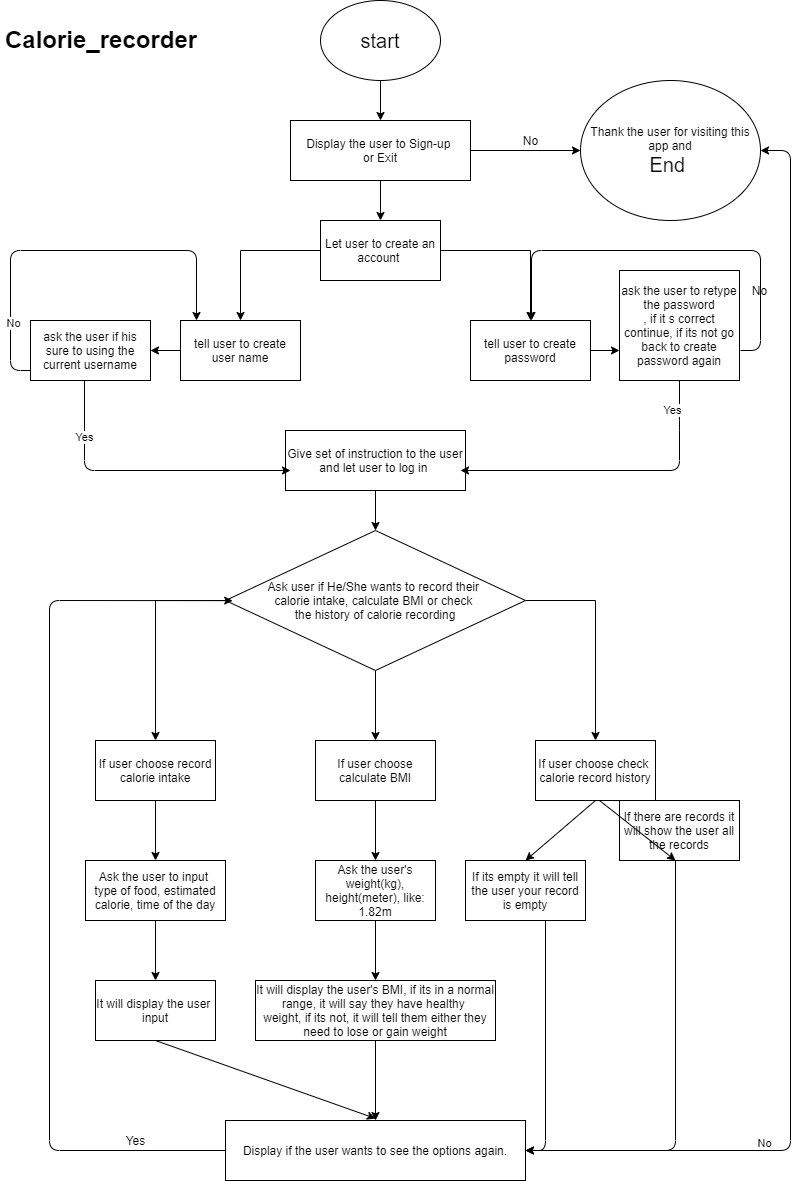 Calorie_recorder
start
Display the user to Sign-up
or Exit
No
Thank the user for visiting this
app and
End
Let user to create an
account
No
ask the user if his
sure to using the
current username
tell user to create
user name
tell user to create
password
ask the user to retype
the password
, if it s correct
continue, if its not go
back to create
password again
No
Yes
Yes
Give set of instruction to the user
and let user to log in
Ask user if He/She wants to record their
calorie intake, calculate BMI or check
the history of calorie recording
If user choose record
calorie intake
If user choose
calculate BMI
If user choose check
calorie record history
If there are records it
will show the user all
the records
Ask the user to input
type of food, estimated
calorie, time of the day
Ask the user's
weight(kg),
height(meter), like:
1.82m
If its empty it will tell
the user your record
is empty
It will display the user
input
It will display the user's BMI, if its in a normal
range, it will say they have healthy
weight, if its not, it will tell them either they
need to lose or gain weight
Yes
Display if the user wants to see the options again.
No